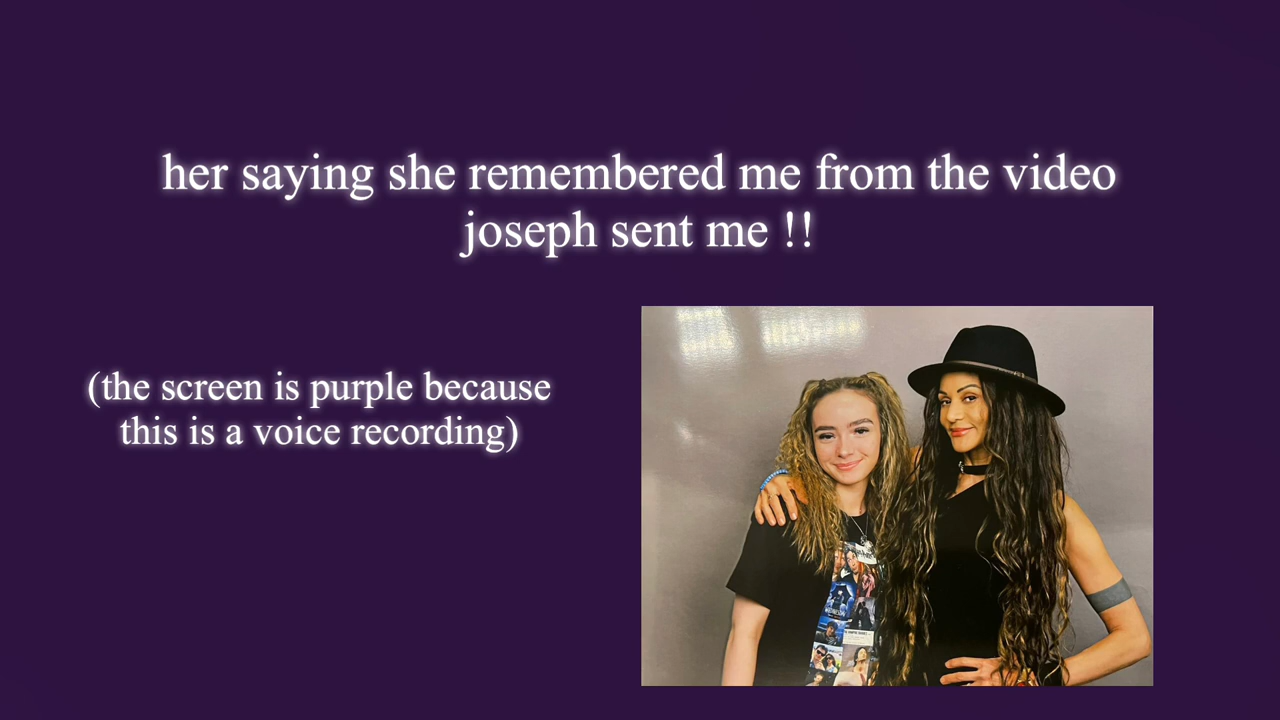 her saying she remembered me from the video
joseph sent me !!
(the screen is purple because
this is a voice recording)